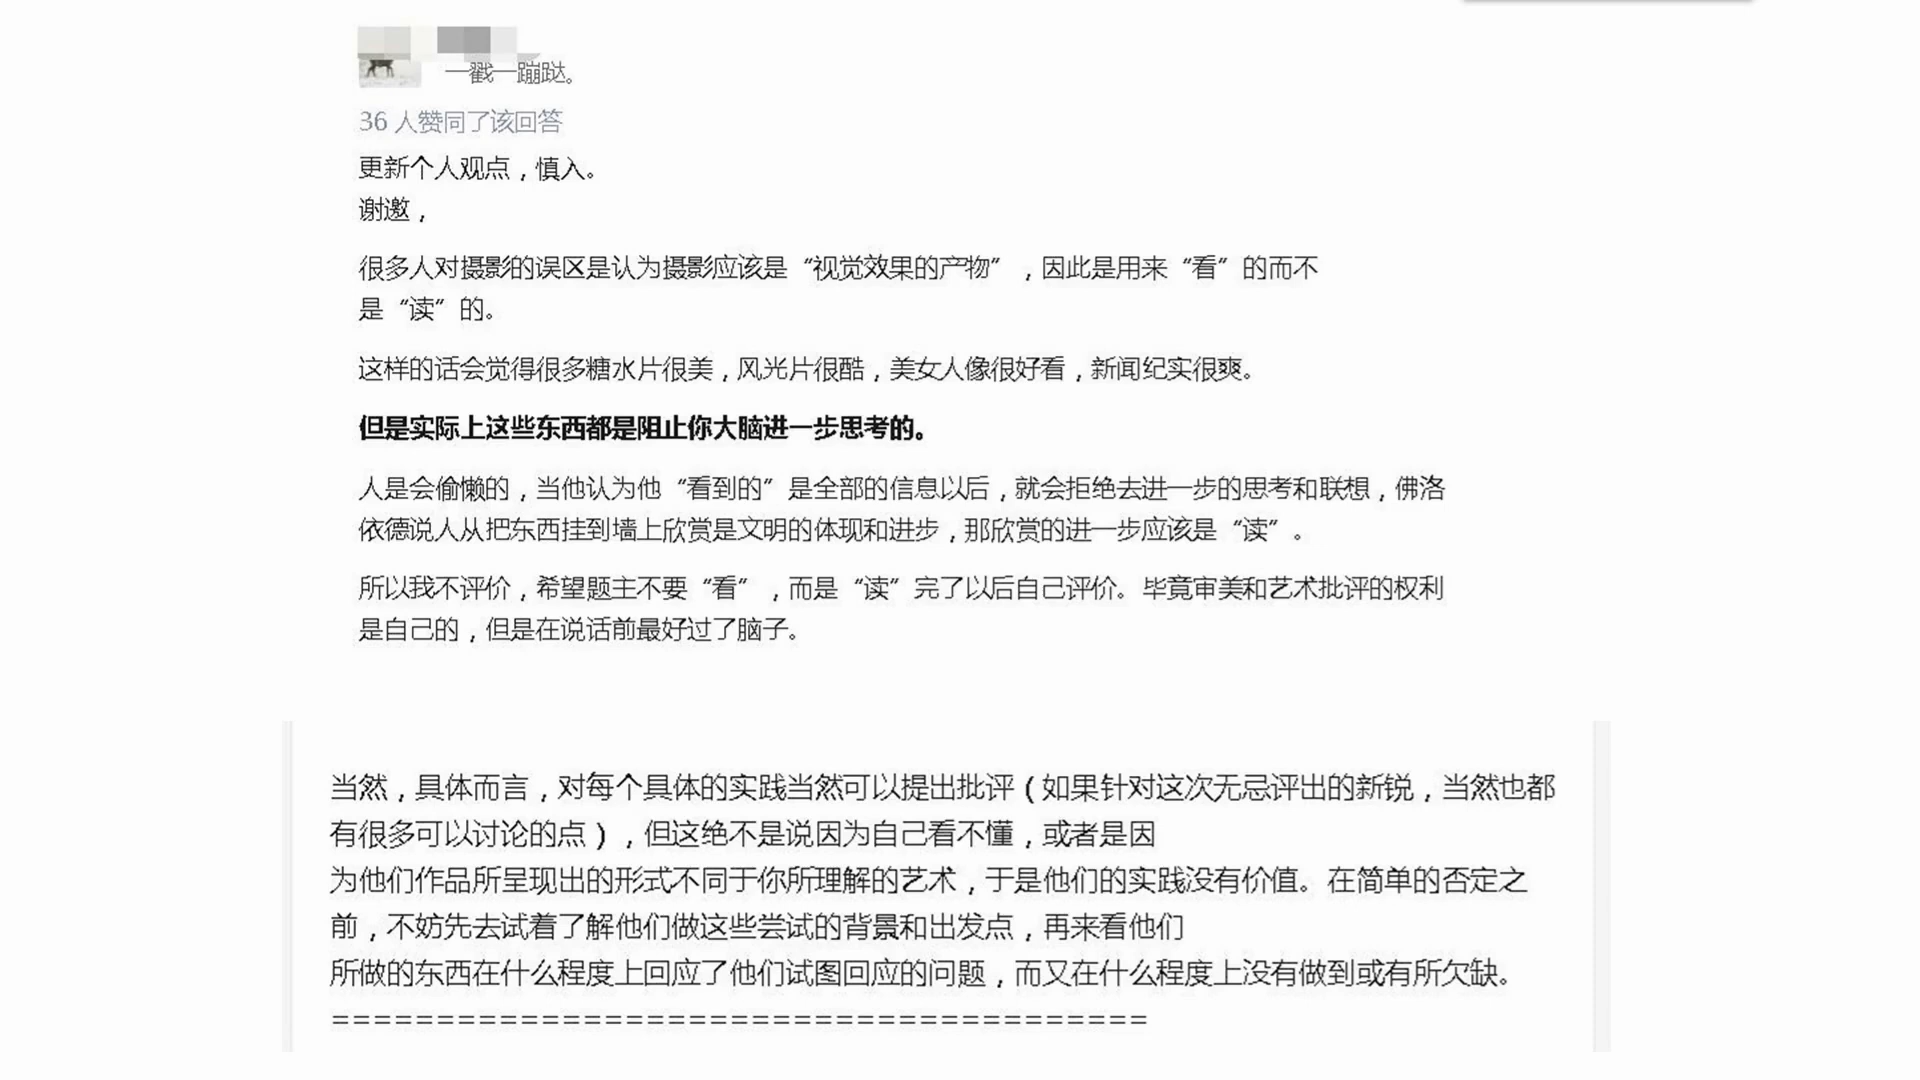 一戳一蹦跶。
36 人赞同了该回答
更新个人观点，慎入。
谢邀，
很多人对摄影的误区是认为摄影应该是“视觉效果的产物”，因此是用来“看”的而不
是“读”的。
这样的话会觉得很多糖水片很美，风光片很酷，美女人像很好看，新闻纪实很爽。
但是实际上这些东西都是阻止你大脑进一步思考的。
人是会偷懒的，当他认为他“看到的”是全部的信息以后，就会拒绝去进一步的思考和联想，佛洛
依德说人从把东西挂到墙上欣赏是文明的体现和进步，那欣赏的进一步应该是“读”。
所以我不评价，希望题主不要“看”，而是“读”完了以后自己评价。毕竟审美和艺术批评的权利
是自己的，但是在说话前最好过了脑子。
当然，具体而言，对每个具体的实践当然可以提出批评（如果针对这次无忌评出的新锐，当然也都
有很多可以讨论的点），但这绝不是说因为自己看不懂，或者是因
为他们作品所呈现出的形式不同于你所理解的艺术，于是他们的实践没有价值。在简单的否定之
前，不妨先去试着了解他们做这些尝试的背景和出发点，再来看他们
所做的东西在什么程度上回应了他们试图回应的问题，而又在什么程度上没有做到或有所欠缺。
=======================================